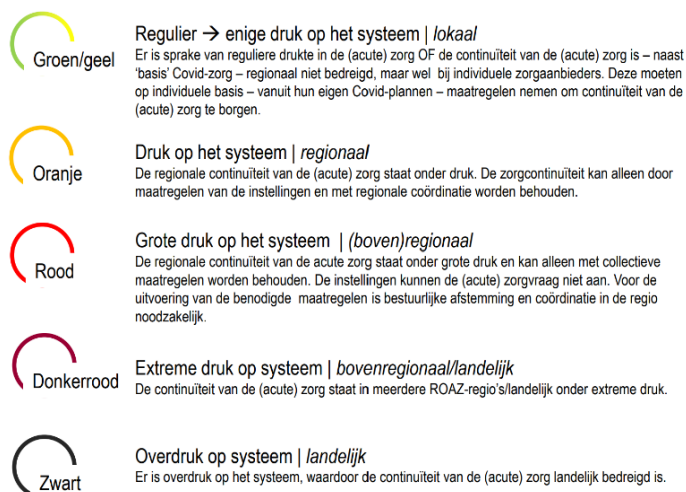 Groen/geel
Regulier → enige druk op het systeem | lokaal
Er is sprake van reguliere drukte in de (acute) zorg OF de continuïteit van de (acute) zorg is – naast
‘basis’ Covid-zorg – regionaal niet bedreigd, maar wel bij individuele zorgaanbieders. Deze moeten
op individuele basis – vanuit hun eigen Covid-plannen – maatregelen nemen om continuïteit van de
(acute) zorg te borgen.
Oranje
Druk op het systeem | regionaal
De regionale continuïteit van de (acute) zorg staat onder druk. De zorgcontinuïteit kan alleen door
maatregelen van de instellingen en met regionale coördinatie worden behouden.
Rood
Grote druk op het systeem | (boven)regionaal
De regionale continuïteit van de acute zorg staat onder grote druk en kan alleen met collectieve
maatregelen worden behouden. De instellingen kunnen de (acute) zorgvraag niet aan. Voor de
uitvoering van de benodigde maatregelen is bestuurlijke afstemming en coördinatie in de regio
noodzakelijk.
Donkerrood
Extreme druk op systeem | bovenregionaal/landelijk
De continuïteit van de (acute) zorg staat in meerdere ROAZ-regio’s/landelijk onder extreme druk.
Zwart
Overdruk op systeem | landelijk
Er is overdruk op het systeem, waardoor de continuïteit van de (acute) zorg landelijk bedreigd is.